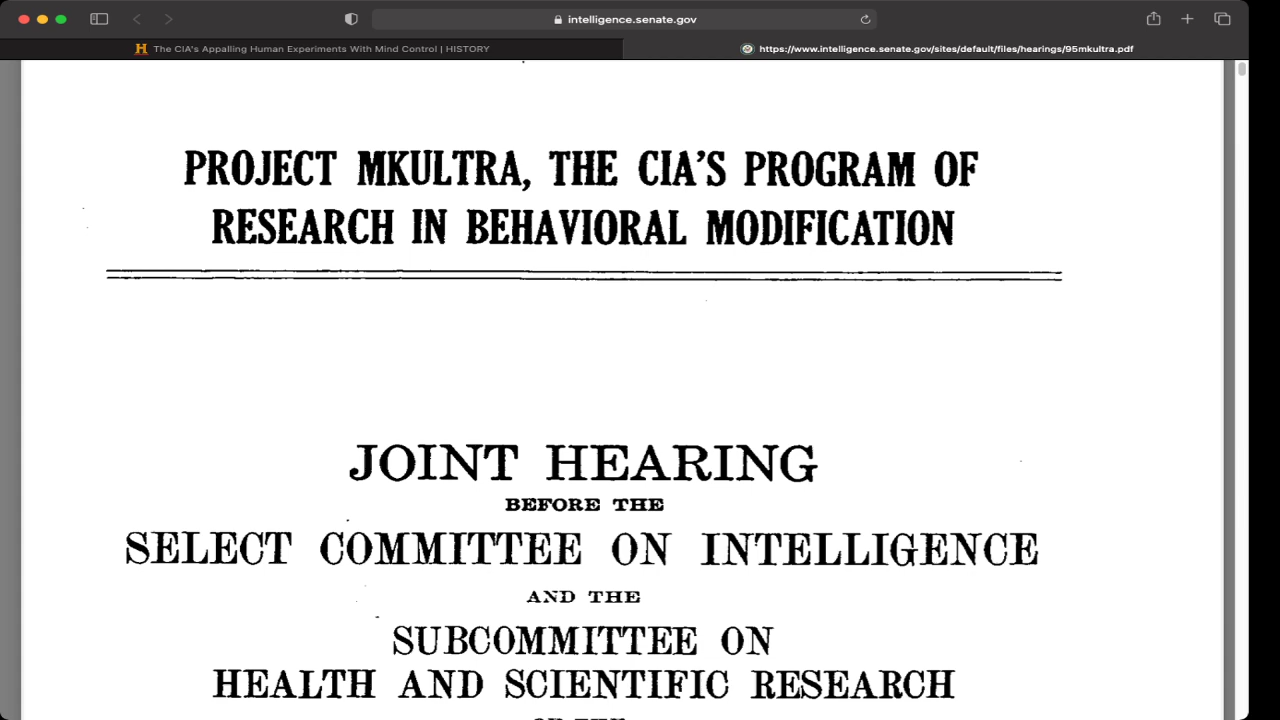 intelligence.senate.gov
The CIA's Appalling Human Experiments With Mind Control | HISTORY
https://www.intelligence.senate.gov/sites/default/files/hearings/95mkultra.pdf
PROJECT MKULTRA, THE CIA'S PROGRAM OF
RESEARCH IN BEHAVIORAL MODIFICATION
JOINT HEARING
BEFORE THE
SELECT COMMITTEE ON INTELLIGENCE
AND THE
SUBCOMMITTEE ON
HEALTH AND SCIENTIFIC RESEARCH